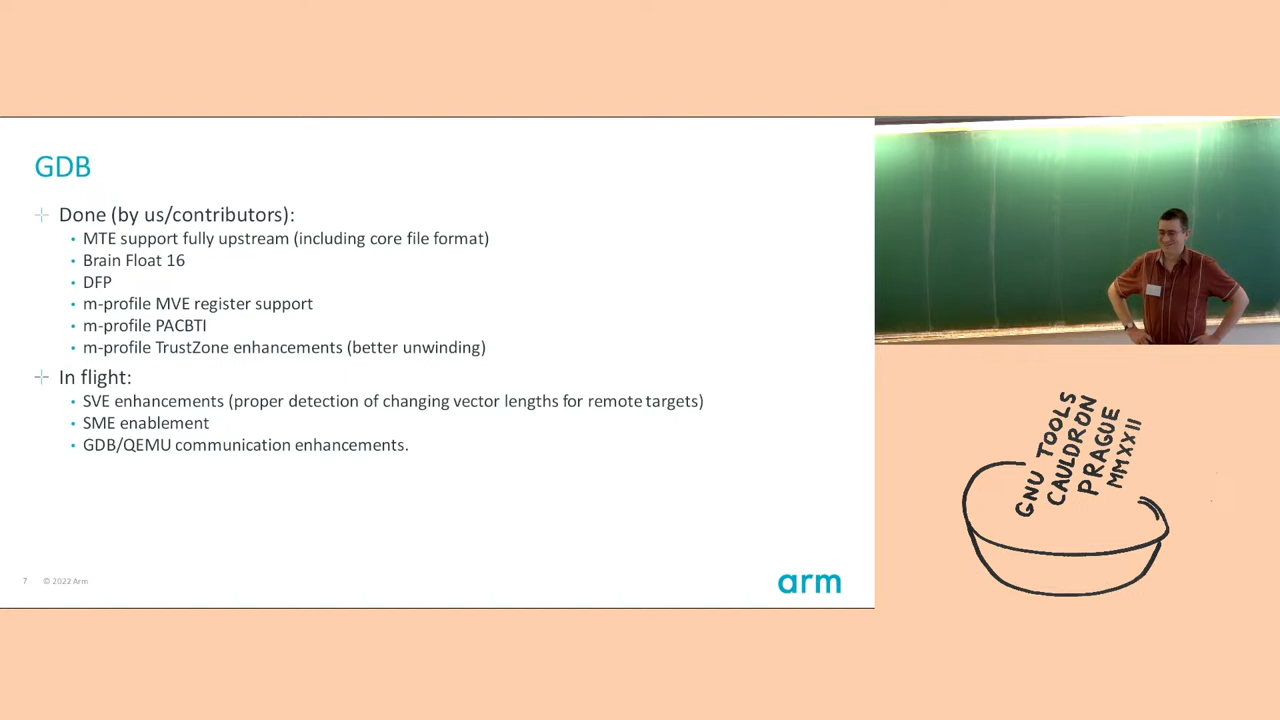 GDB
Done (by us/contributors):
• MTE support fully upstream (including core file format)
• Brain Float 16
• DFP
• m-profile MVE register support
• m-profile PACBTI
• m-profile TrustZone enhancements (better unwinding)
In flight:
• SVE enhancements (proper detection of changing vector lengths for remote targets)
• SME enablement
• GDB/QEMU communication enhancements.
7 © 2022 Arm
arm
GNU TOOLS
CAULDRON
PRAGUE
MMXXII